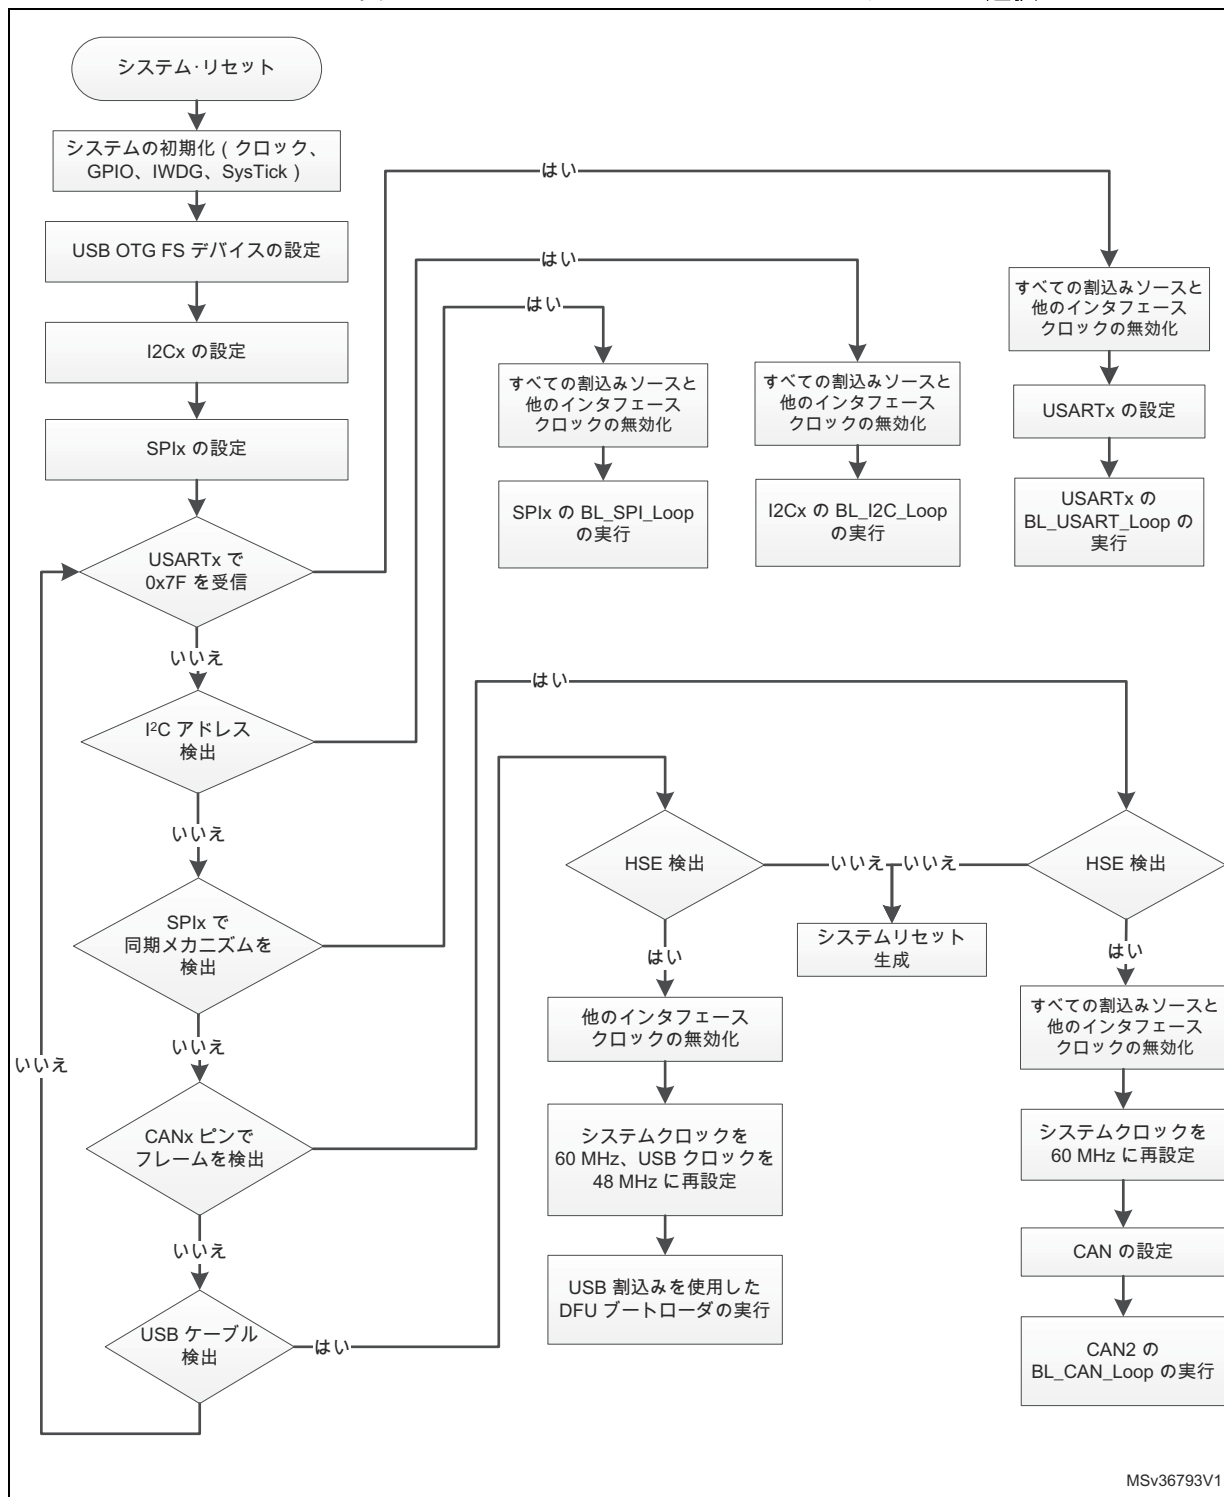 システム･リセット
システムの初期化 ( クロック、
GPIO、IWDG、SysTick )
USB OTG FS デバイスの設定
I2Cx の設定
SPIx の設定
USARTx で
0x7F を受信
はい
いいえ
I²C アドレス
検出
はい
いいえ
SPIx で
同期メカニズムを
検出
はい
いいえ
CANx ピンで
フレームを検出
はい
いいえ
USB ケーブル
検出
はい
いいえ
すべての割込みソースと
他のインタフェース
クロックの無効化
SPIx の BL_SPI_Loop
の実行
すべての割込みソースと
他のインタフェース
クロックの無効化
I2Cx の BL_I2C_Loop
の実行
すべての割込みソースと
他のインタフェース
クロックの無効化
USARTx の設定
USARTx の
BL_USART_Loop の
実行
HSE 検出
いいえ
いいえ
HSE 検出
システムリセット
生成
はい
他のインタフェース
クロックの無効化
システムクロックを
60 MHz、USB クロックを
48 MHz に再設定
USB 割込みを使用した
DFU ブートローダの実行
はい
すべての割込みソースと
他のインタフェース
クロックの無効化
システムクロックを
60 MHz に再設定
CAN の設定
CAN2 の
BL_CAN_Loop の実行
MSv36793V1